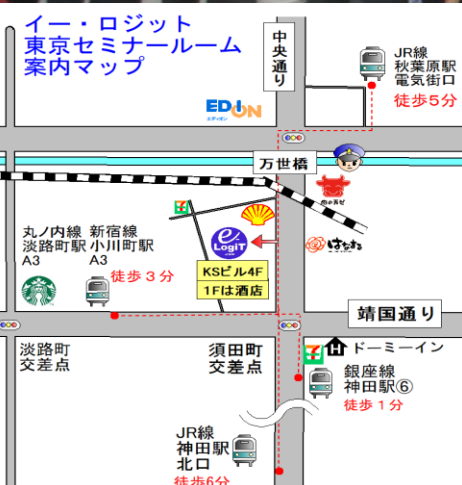 イー・ロジット
東京セミナールーム
案内マップ
中央通り
JR線
秋葉原駅
電気街口
徒歩5分
EDION
エディオン
万世橋
肉の万世
7
はなまる
丸ノ内線
淡路町駅
A3
新宿線
小川町駅
A3
徒歩３分
e-LogiT
KSビル4F
1Fは酒店
靖国通り
淡路町
交差点
須田町
交差点
7
H ドーミーイン
銀座線
神田駅⑥
徒歩１分
JR線
神田駅
北口
徒歩6分